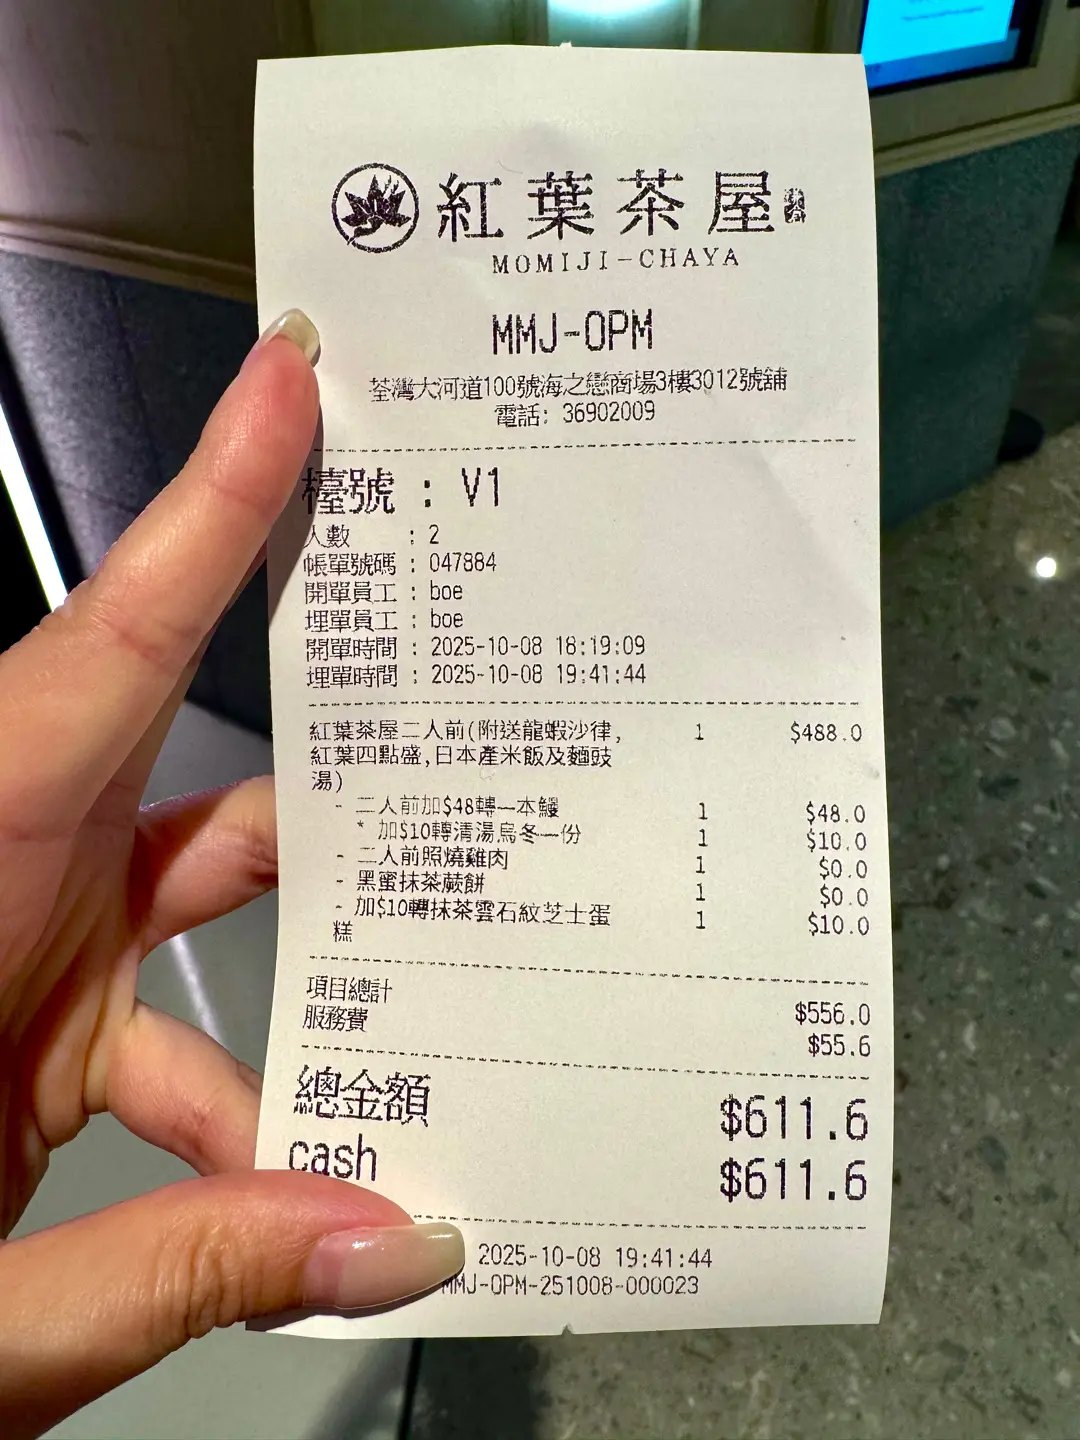 紅葉茶屋
MOMIJI-CHAYA
MMJ-OPM
荃灣大河道100號海之戀商場3樓3012號舖
電話: 36902009
檯號 : V1
人數 : 2
帳單號碼 : 047884
開單員工 : boe
埋單員工 : boe
開單時間 : 2025-10-08 18:19:09
埋單時間 : 2025-10-08 19:41:44
紅葉茶屋二人前(附送龍蝦沙律, 1 $488.0
紅葉四點盛,日本產米飯及麵豉
湯)
- 二人前加$48轉一本鰻 1 $48.0
* 加$10轉清湯烏冬一份 1 $10.0
- 二人前照燒雞肉 1 $0.0
- 黑蜜抹茶蕨餅 1 $0.0
- 加$10轉抹茶雲石紋芝士蛋 1 $10.0
糕
項目總計 $556.0
服務費 $55.6
總金額 $611.6
cash $611.6
2025-10-08 19:41:44
MMJ-OPM-251008-000023